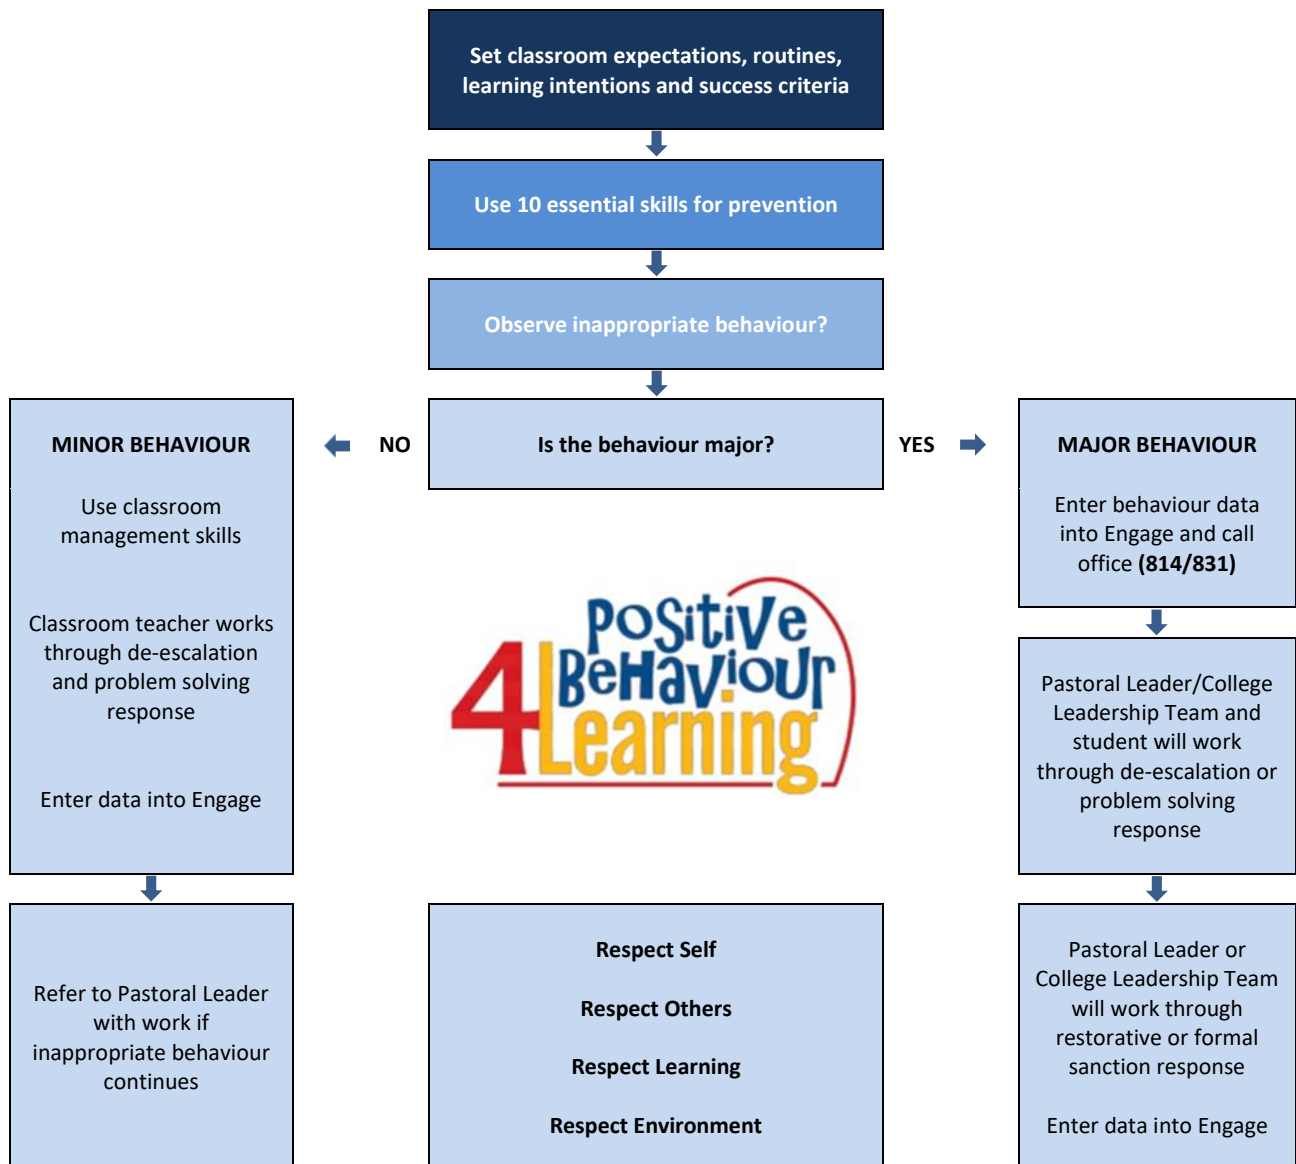 Set classroom expectations, routines,
learning intentions and success criteria
Use 10 essential skills for prevention
Observe inappropriate behaviour?
Is the behaviour major?
NO
YES
MINOR BEHAVIOUR
Use classroom
management skills
Classroom teacher works
through de-escalation
and problem solving
response
Enter data into Engage
Refer to Pastoral Leader
with work if
inappropriate behaviour
continues
MAJOR BEHAVIOUR
Enter behaviour data
into Engage and call
office (814/831)
Pastoral Leader/College
Leadership Team and
student will work
through de-escalation or
problem solving
response
Pastoral Leader or
College Leadership Team
will work through
restorative or formal
sanction response
Enter data into Engage
Positive
Behaviour
4Learning
Respect Self
Respect Others
Respect Learning
Respect Environment